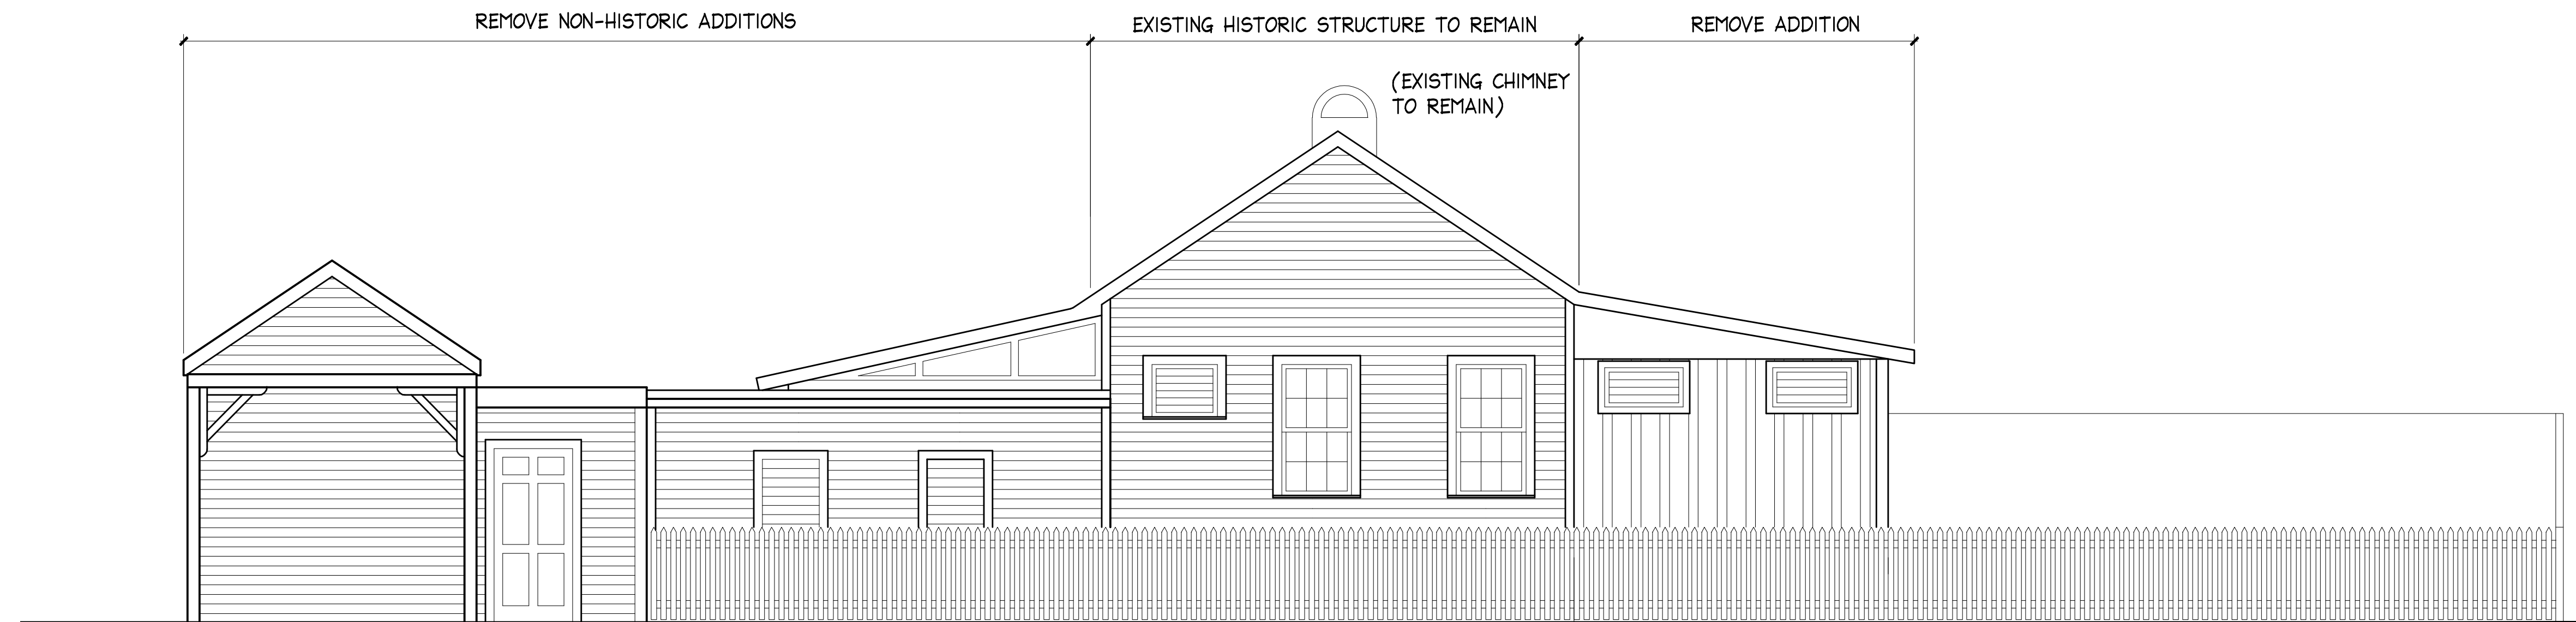 REMOVE NON-HISTORIC ADDITIONS
EXISTING HISTORIC STRUCTURE TO REMAIN
REMOVE ADDITION
(EXISTING CHIMNEY
TO REMAIN)